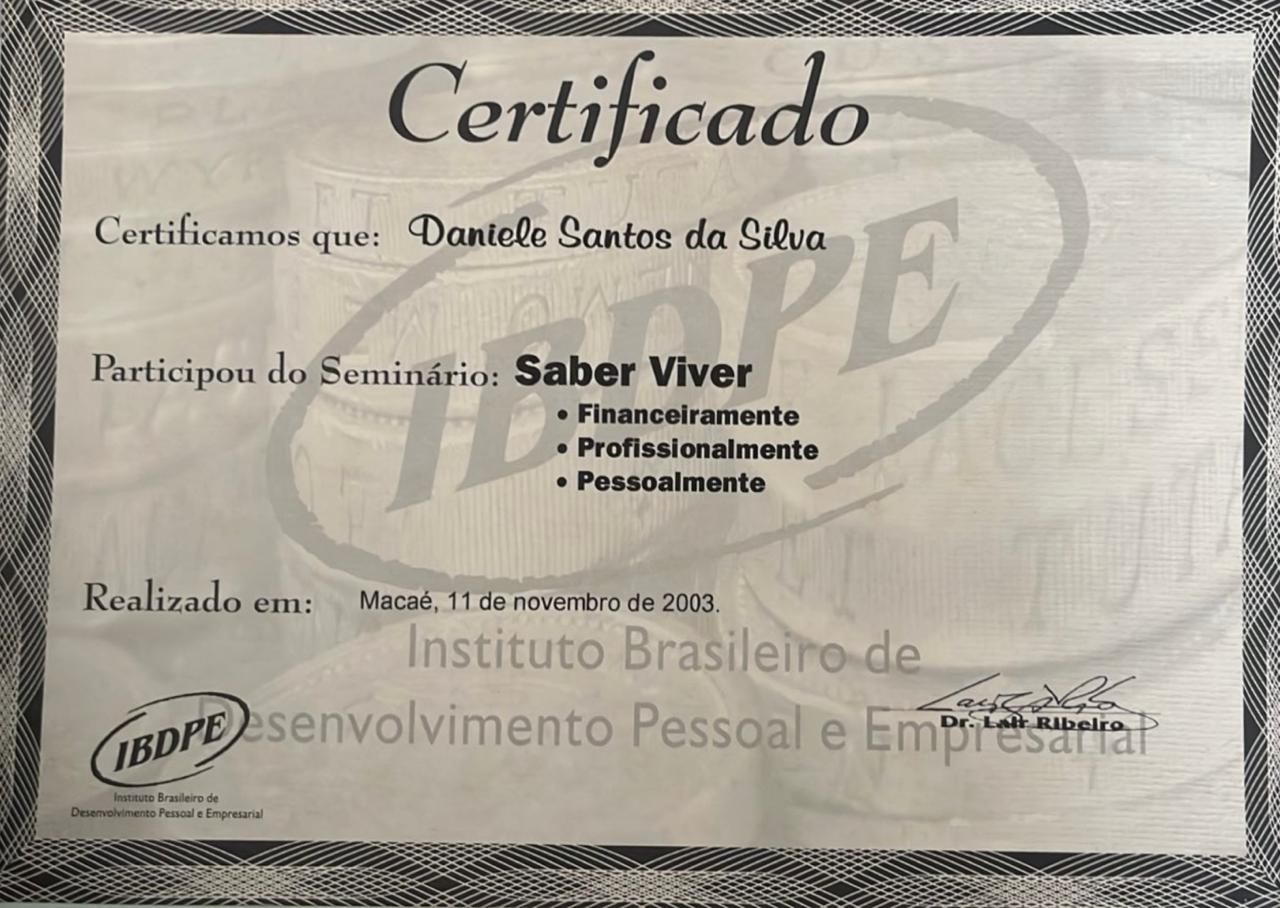 Certificado
Certificamos que: Daniele Santos da Silva
IBDPE
Participou do Seminário: Saber Viver
• Financeiramente
• Profissionalmente
• Pessoalmente
Realizado em: Macaé, 11 de novembro de 2003.
Instituto Brasileiro de
Desenvolvimento Pessoal e Empresarial
Dr. Lair Ribeiro
IBDPE
Instituto Brasileiro de
Desenvolvimento Pessoal e Empresarial